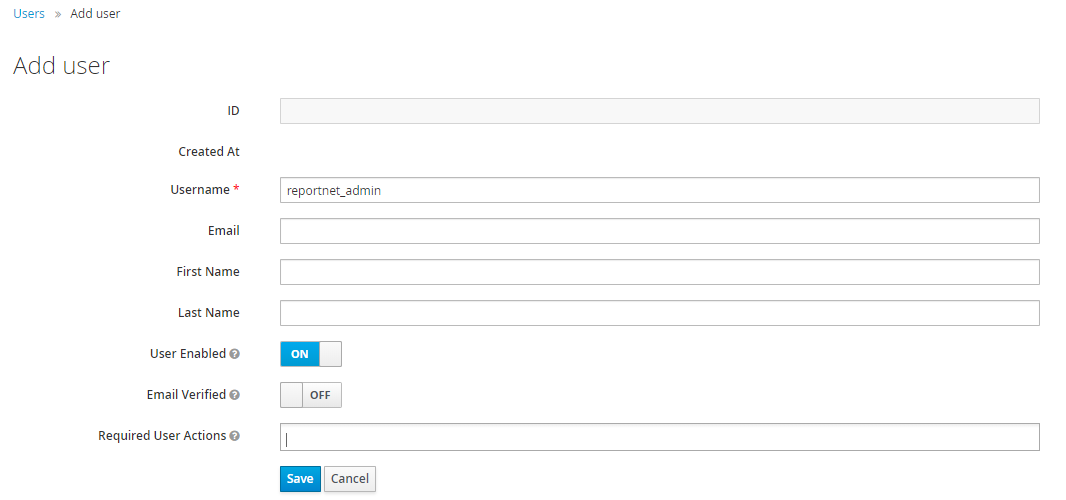 Users » Add user
Add user
ID
Created At
Username * reportnet_admin
Email
First Name
Last Name
User Enabled ? ON
Email Verified ? OFF
Required User Actions ?
Save Cancel